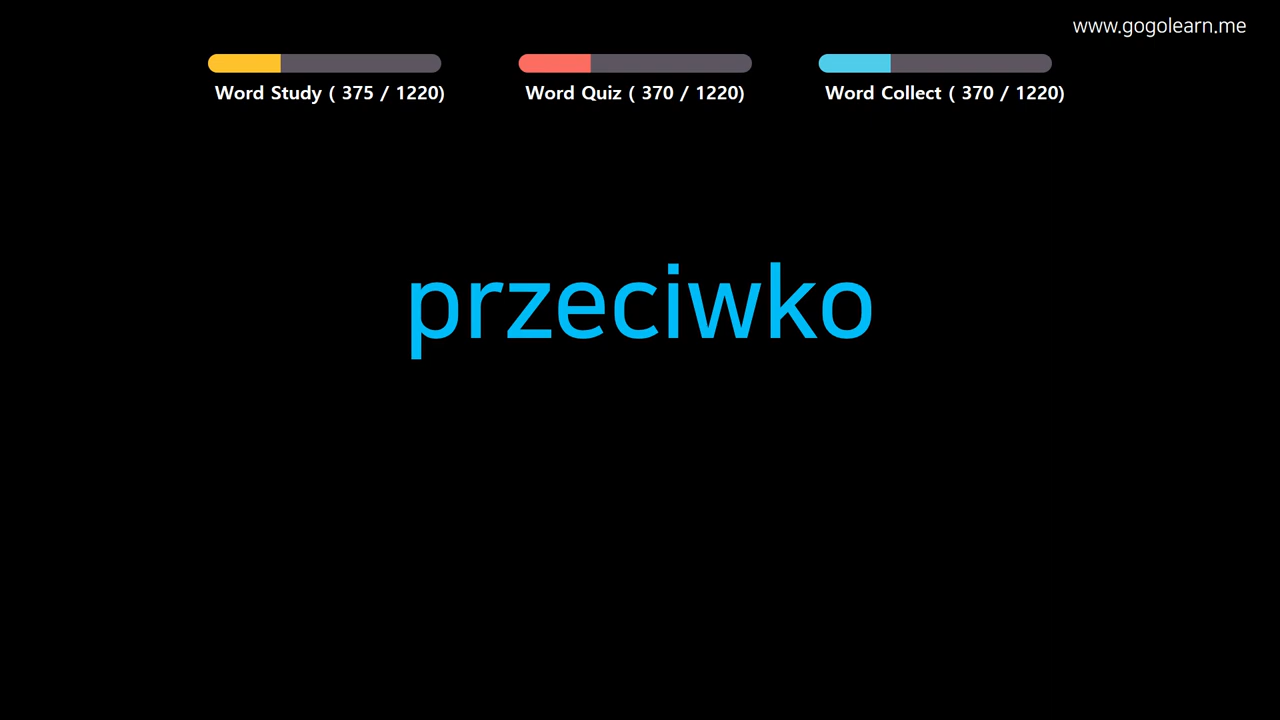 www.gogolearn.me
Word Study ( 375 / 1220)
Word Quiz ( 370 / 1220)
Word Collect ( 370 / 1220)
przeciwko